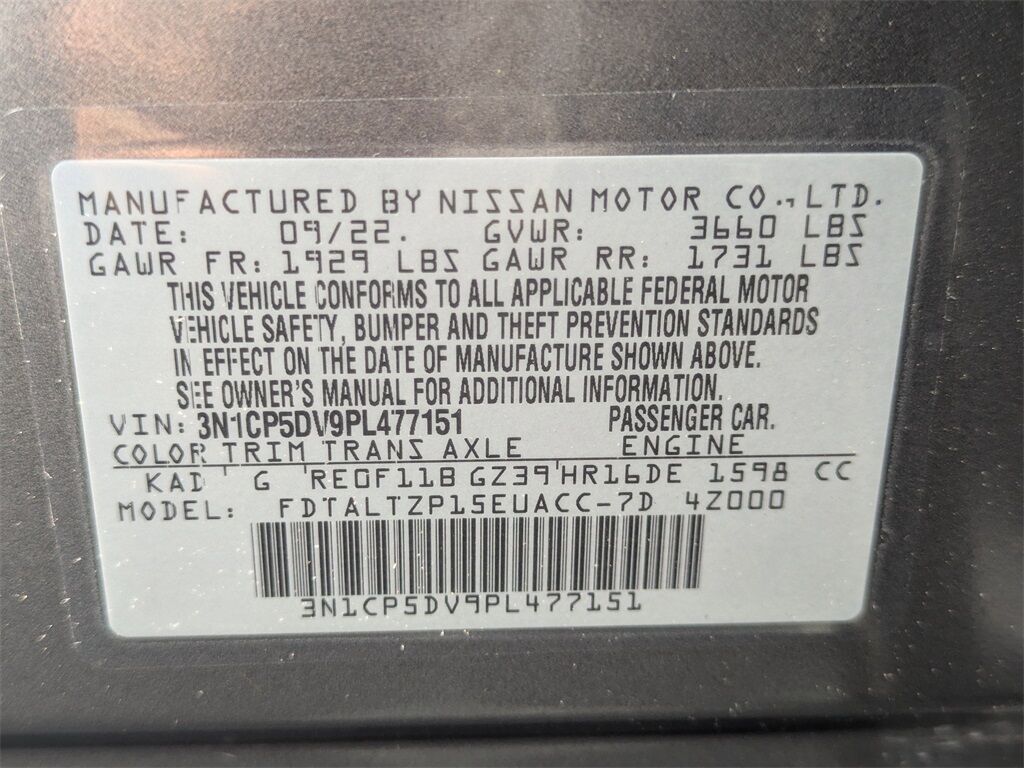 MANUFACTURED BY NISSAN MOTOR CO., LTD.
DATE: 09/22. GVWR: 3660 LBS
GAWR FR: 1929 LBS GAWR RR: 1731 LBS
THIS VEHICLE CONFORMS TO ALL APPLICABLE FEDERAL MOTOR
VEHICLE SAFETY, BUMPER AND THEFT PREVENTION STANDARDS
IN EFFECT ON THE DATE OF MANUFACTURE SHOWN ABOVE.
SEE OWNER'S MANUAL FOR ADDITIONAL INFORMATION.
VIN: 3N1CP5DV9PL477151 PASSENGER CAR.
COLOR TRIM TRANS AXLE ENGINE
KAD G RE0F11B GZ39 HR16DE 1598 CC
MODEL: FDTALTZP15EUACC-7D 4Z000
3N1CP5DV9PL477151